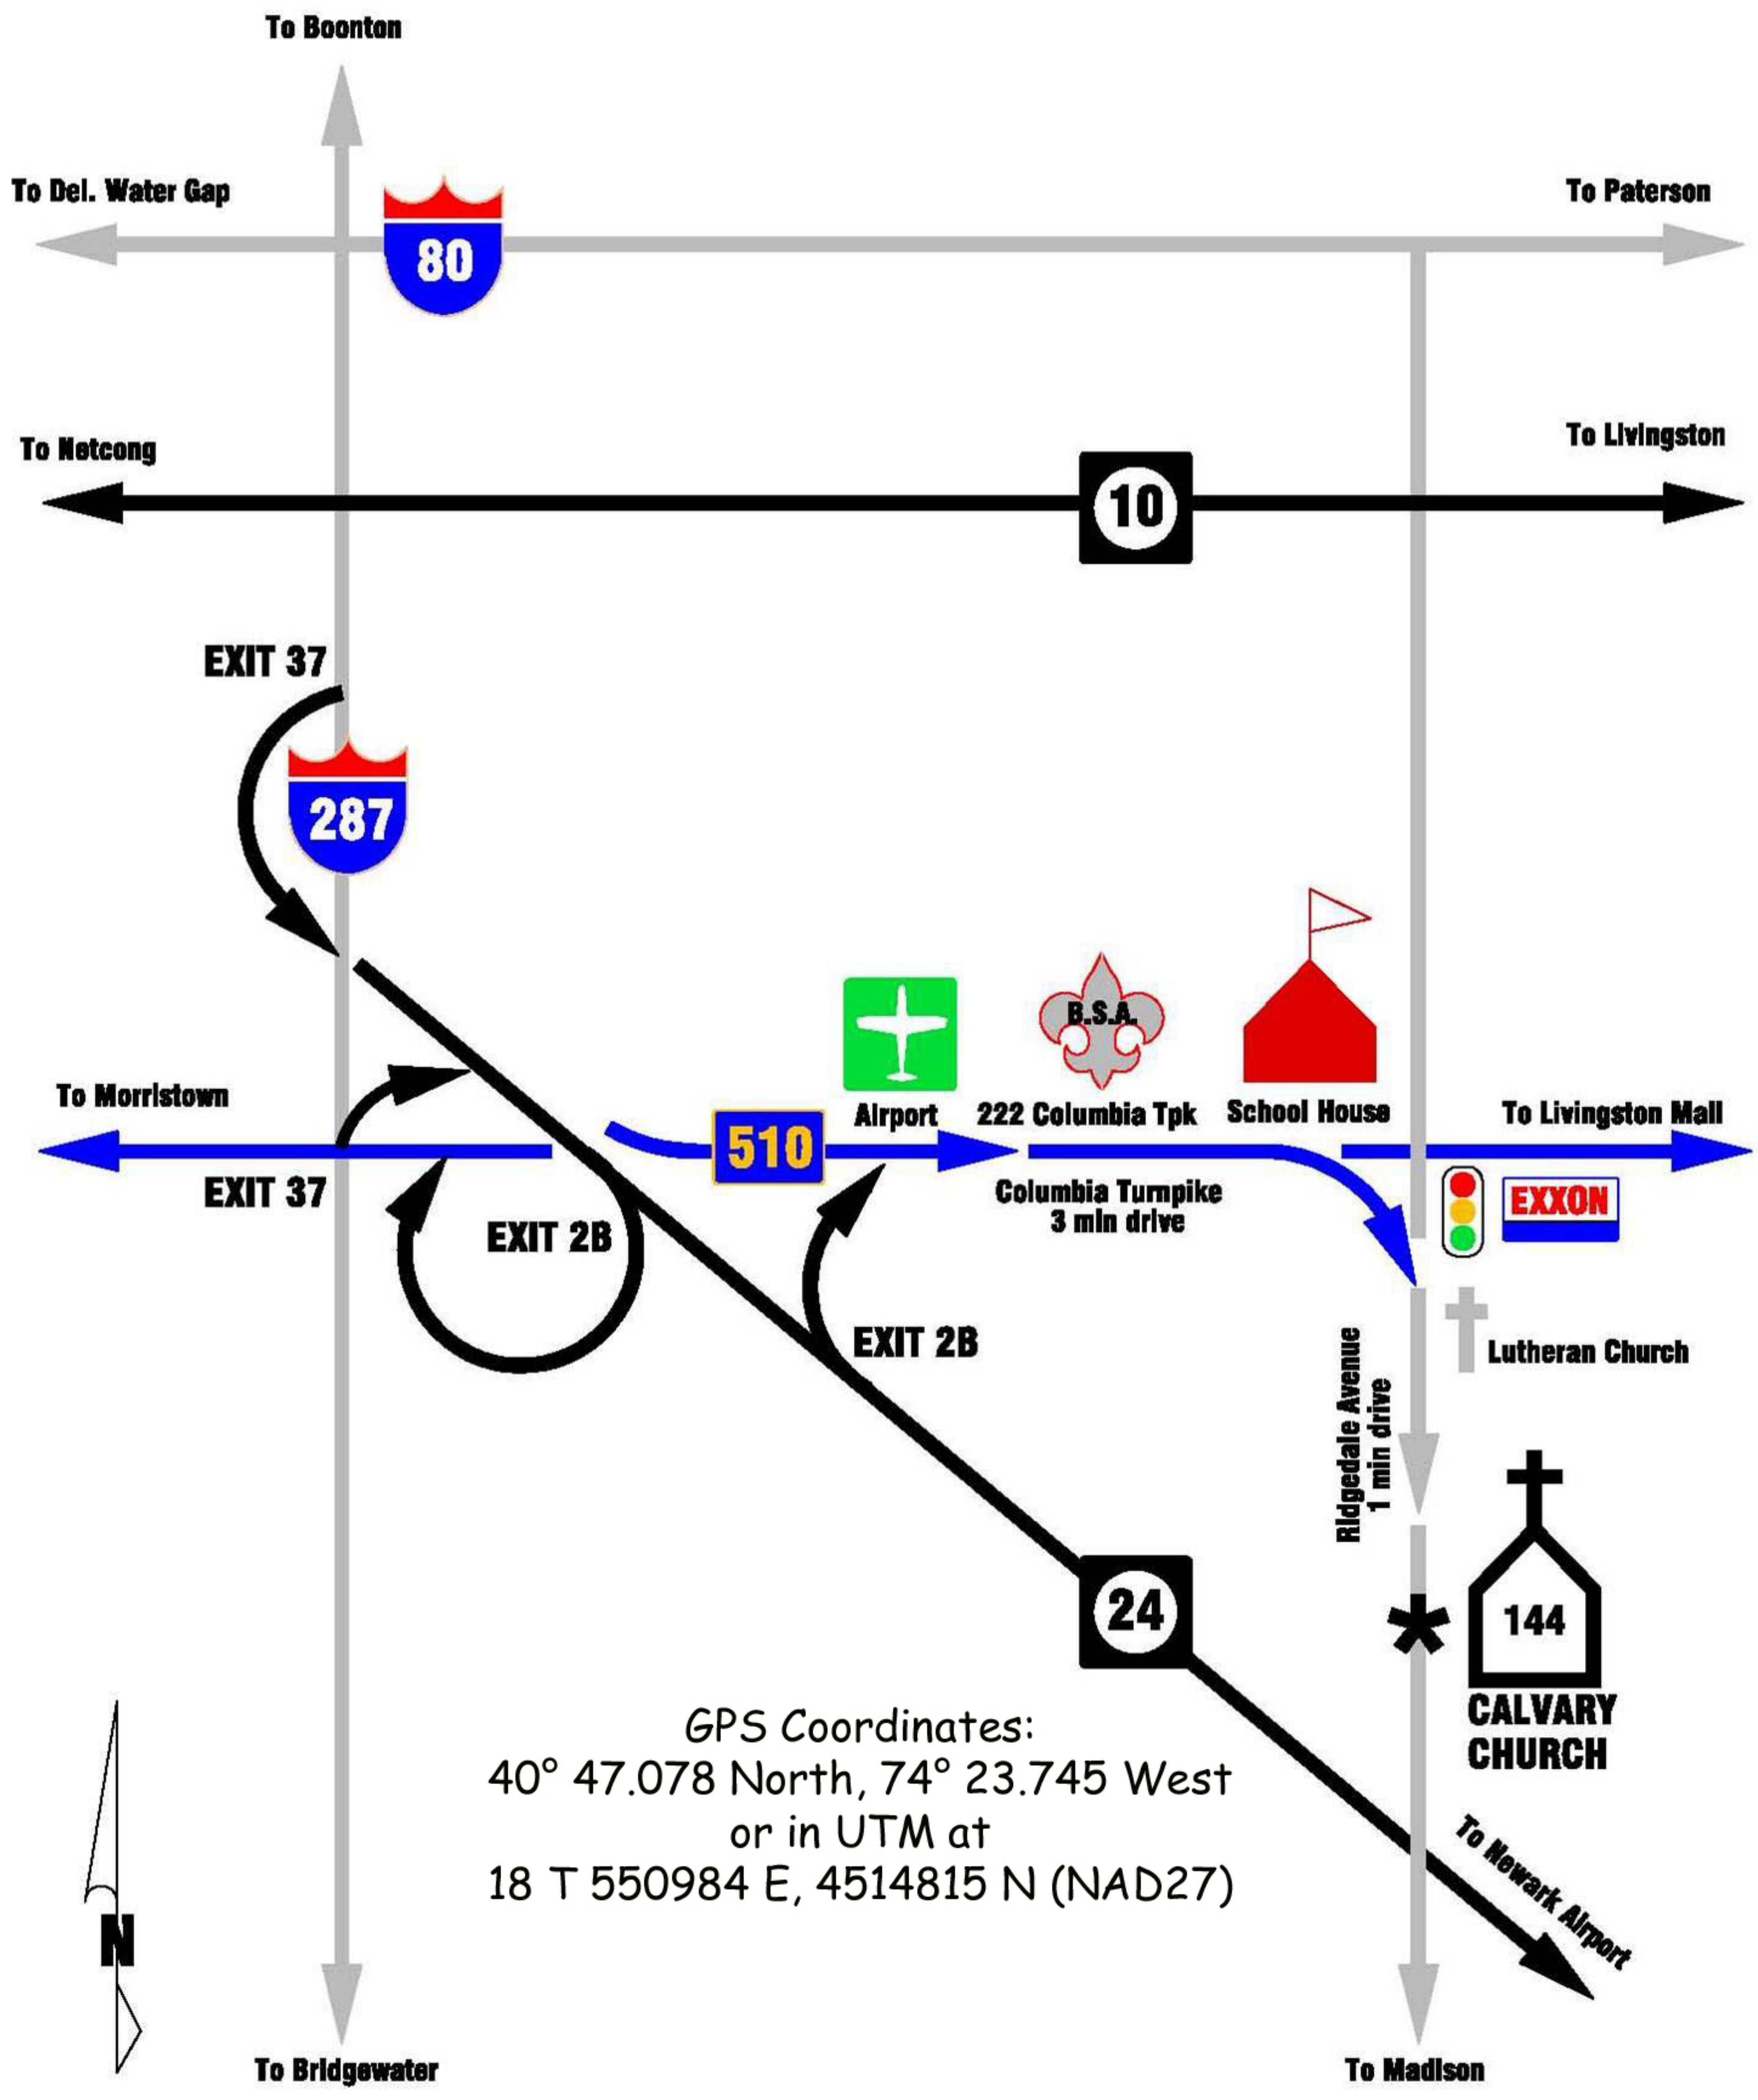 To Boonton
To Del. Water Gap
To Paterson
80
To Netcong
To Livingston
10
EXIT 37
287
B.S.A.
To Morristown
Airport
222 Columbia Tpk
School House
To Livingston Mall
510
EXIT 37
EXIT 2B
Columbia Turnpike
3 min drive
EXXON
EXIT 2B
Lutheran Church
Ridgedale Avenue
1 min drive
24
144
CALVARY
CHURCH
GPS Coordinates:
40° 47.078 North, 74° 23.745 West
or in UTM at
18 T 550984 E, 4514815 N (NAD27)
To Newark Airport
N
To Bridgewater
To Madison